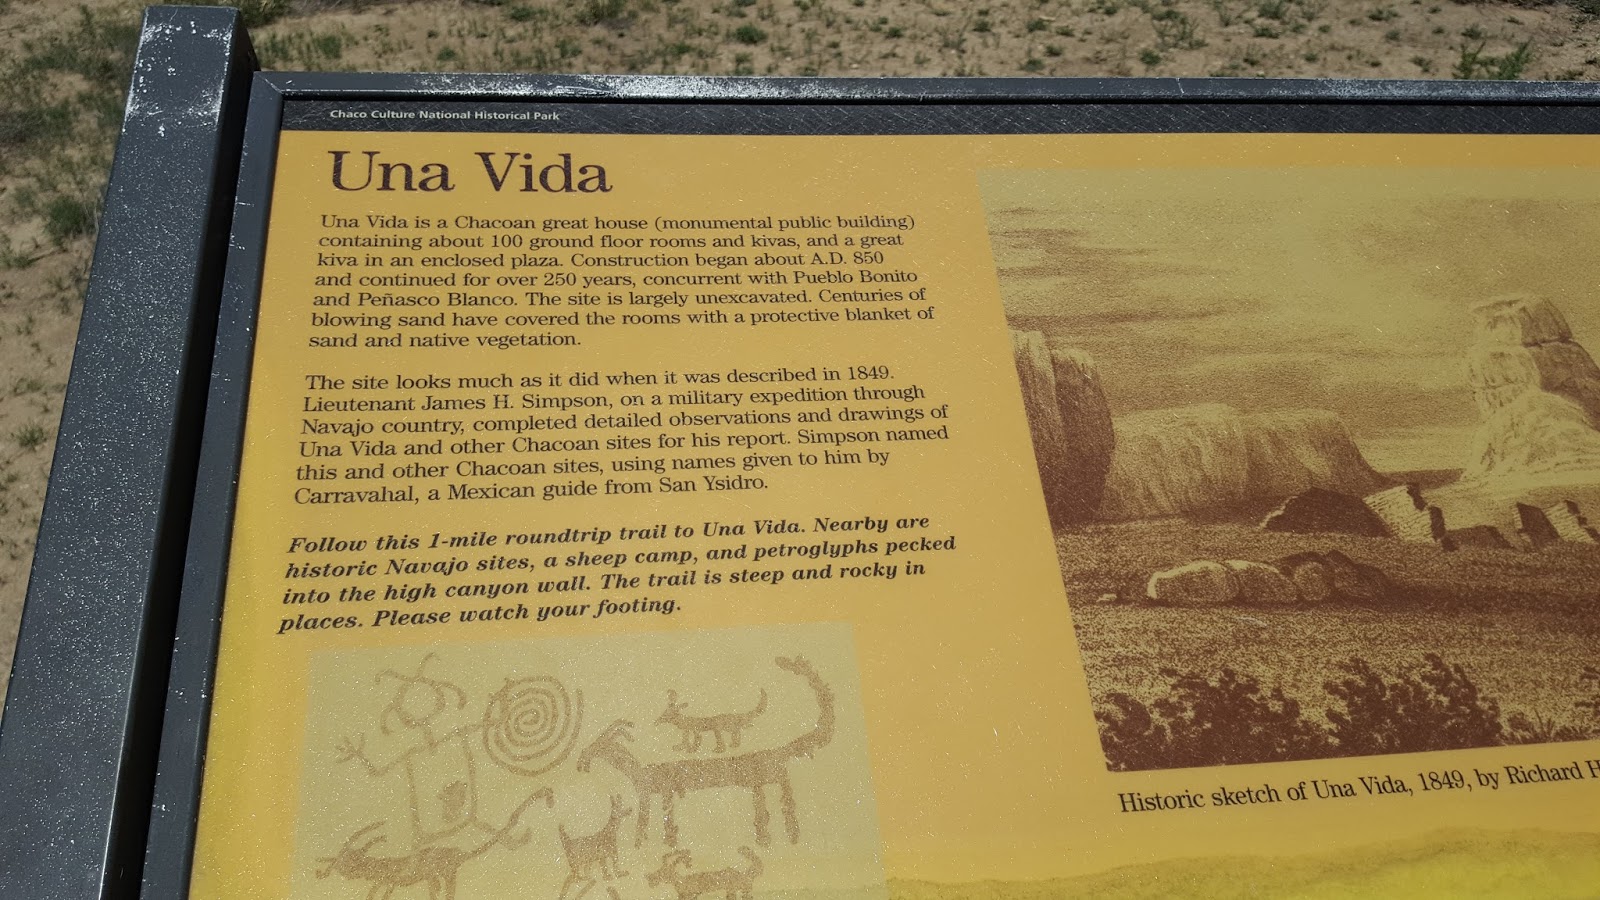 Chaco Culture National Historical Park
Una Vida
Una Vida is a Chacoan great house (monumental public building)
containing about 100 ground floor rooms and kivas, and a great
kiva in an enclosed plaza. Construction began about A.D. 850
and continued for over 250 years, concurrent with Pueblo Bonito
and Peñasco Blanco. The site is largely unexcavated. Centuries of
blowing sand have covered the rooms with a protective blanket of
sand and native vegetation.
The site looks much as it did when it was described in 1849.
Lieutenant James H. Simpson, on a military expedition through
Navajo country, completed detailed observations and drawings of
Una Vida and other Chacoan sites for his report. Simpson named
this and other Chacoan sites, using names given to him by
Carravahal, a Mexican guide from San Ysidro.
Follow this 1-mile roundtrip trail to Una Vida. Nearby are
historic Navajo sites, a sheep camp, and petroglyphs pecked
into the high canyon wall. The trail is steep and rocky in
places. Please watch your footing.
Historic sketch of Una Vida, 1849, by Richard H